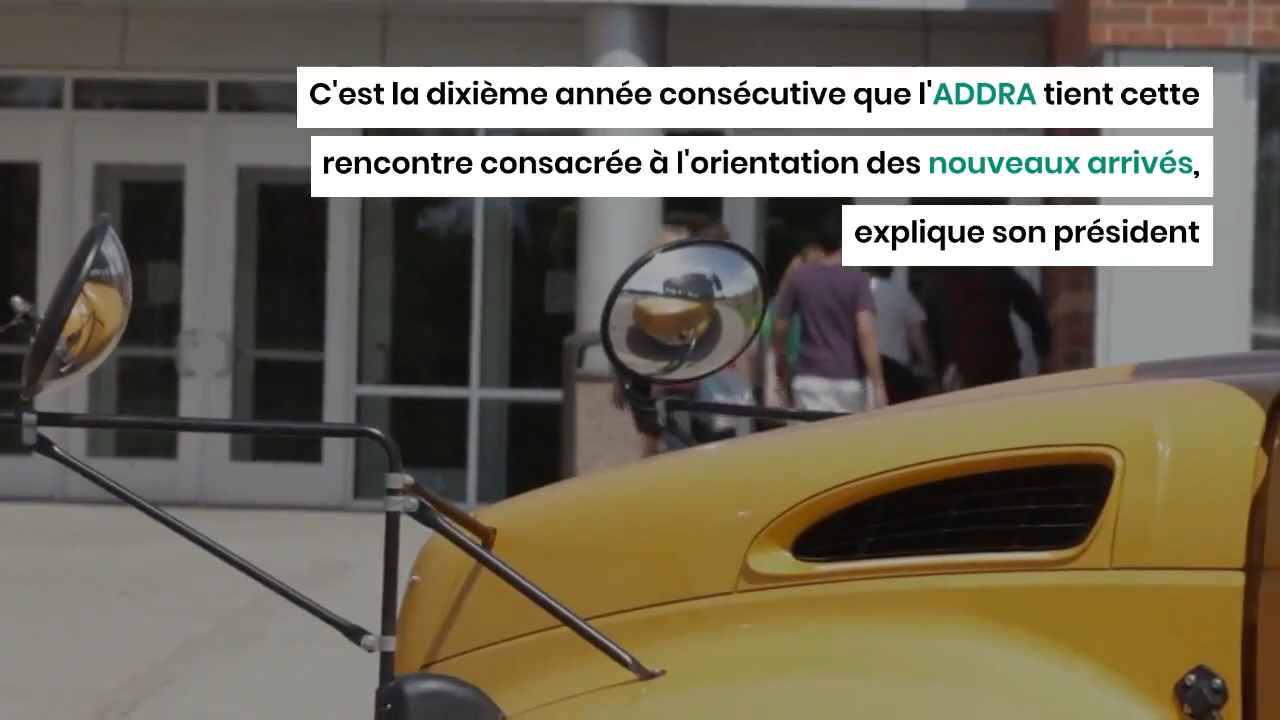 C'est la dixième année consécutive que l'ADDRA tient cette
rencontre consacrée à l'orientation des nouveaux arrivés,
explique son président